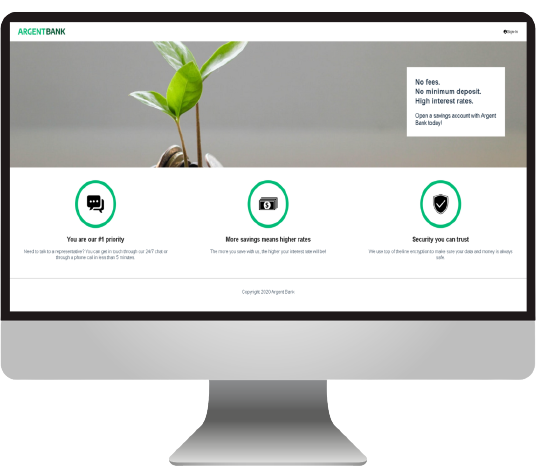 ARGENTBANK
Sign In
No fees.
No minimum deposit.
High interest rates.
Open a savings account with Argent
Bank today!
You are our #1 priority
Need to talk to a representative? You can get in touch through our 24/7 chat or
through a phone call in less than 5 minutes.
More savings means higher rates
The more you save with us, the higher your interest rate will be!
Security you can trust
We use top of the line encryption to make sure your data and money is always
safe.
Copyright 2020 Argent Bank